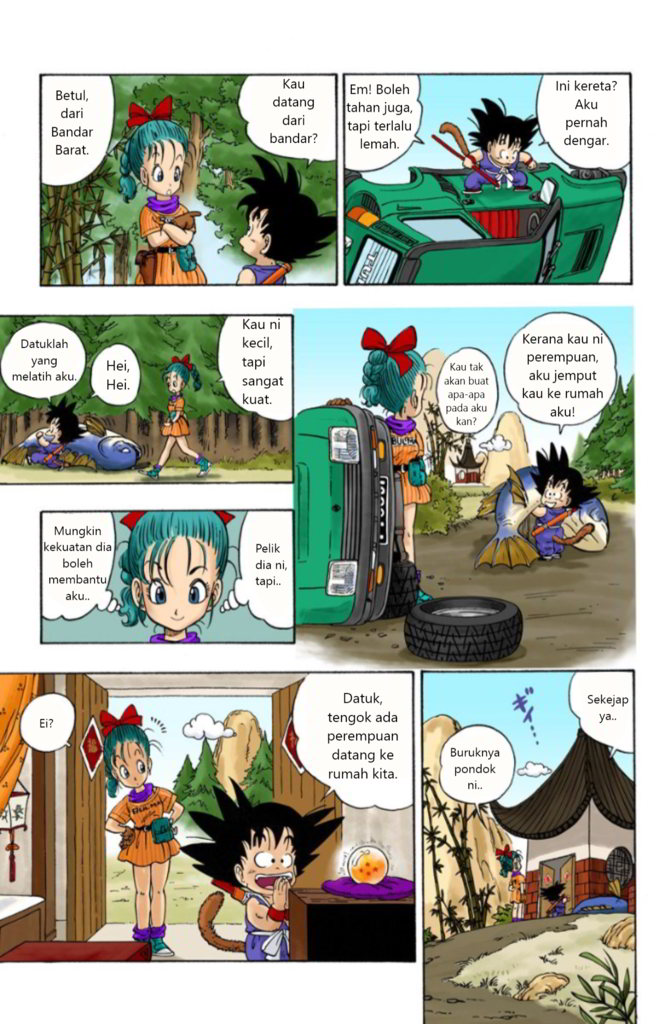 Ini kereta?
Aku
pernah
dengar.
Em! Boleh
tahan juga,
tapi terlalu
lemah.
Kau
datang
dari
bandar?
Betul,
dari
Bandar
Barat.
Kerana kau ni
perempuan,
aku jemput
kau ke rumah
aku!
Kau tak
akan buat
apa-apa
pada aku
kan?
Kau ni
kecil,
tapi
sangat
kuat.
Hei,
Hei.
Datuklah
yang
melatih aku.
Pelik
dia ni,
tapi..
Mungkin
kekuatan dia
boleh
membantu
aku..
Sekejap
ya..
Buruknya
pondok
ni..
Datuk,
tengok ada
perempuan
datang ke
rumah kita.
Ei?